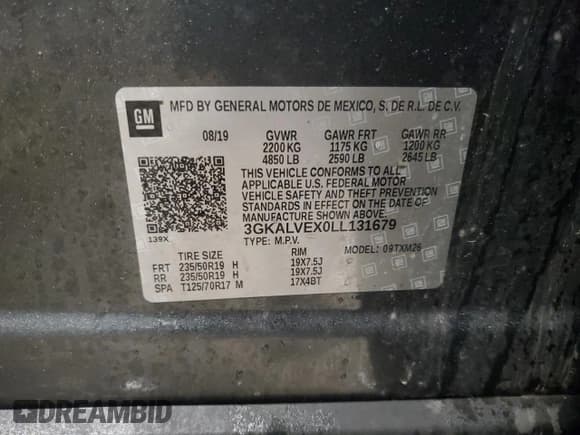 GM
MFD BY GENERAL MOTORS DE MEXICO, S. DE R.L. DE C.V.
08/19 GVWR GAWR FRT GAWR RR
2200 KG 1175 KG 1200 KG
4850 LB 2590 LB 2645 LB
THIS VEHICLE CONFORMS TO ALL
APPLICABLE U.S. FEDERAL MOTOR
VEHICLE SAFETY AND THEFT PREVENTION
STANDARDS IN EFFECT ON THE DATE OF
MANUFACTURE SHOWN ABOVE.
3GKALVEX0LL131679
139X
TYPE: M.P.V. MODEL: 09TXM26
TIRE SIZE RIM
FRT 235/50R19 H 19X7.5J
RR 235/50R19 H 19X7.5J
SPA T125/70R17 M 17X4BT
DREAMBID